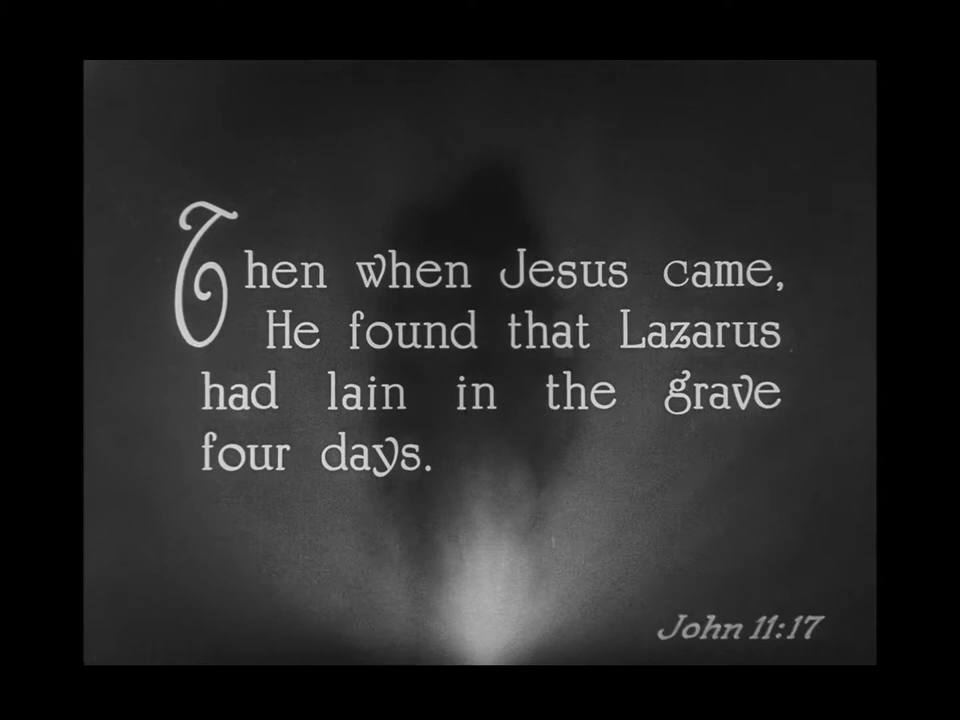 Then when Jesus came,
He found that Lazarus
had lain in the grave
four days.
John 11:17